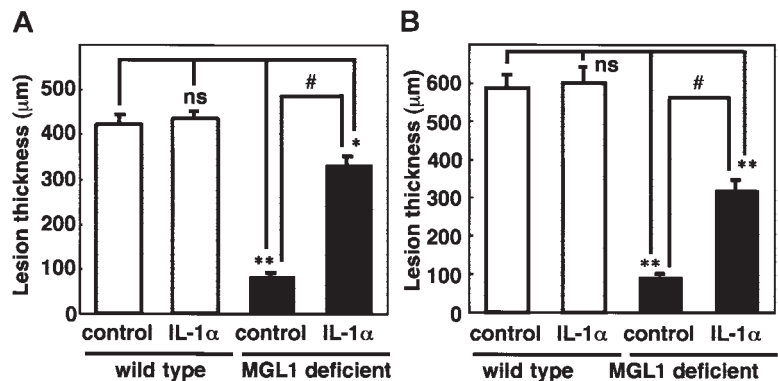 A
Lesion thickness (μm)
500
400
300
200
100
0
ns
#
*
**
control IL-1α control IL-1α
wild type MGL1 deficient
B
Lesion thickness (μm)
600
500
400
300
200
100
0
ns
#
**
**
control IL-1α control IL-1α
wild type MGL1 deficient